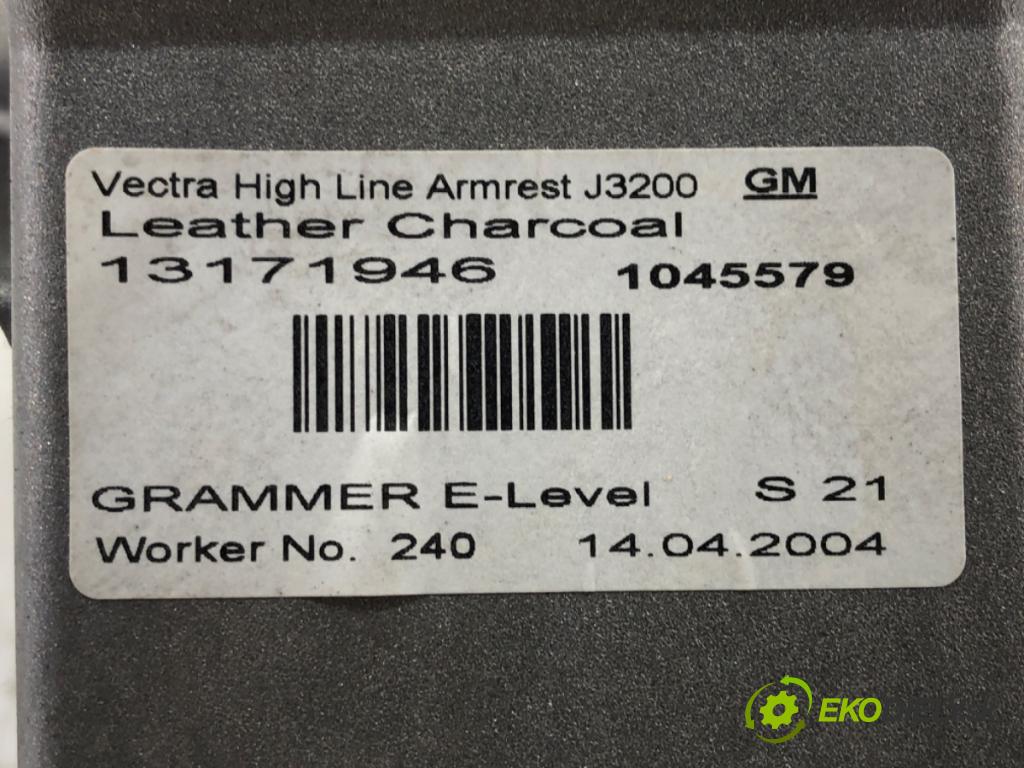 Vectra High Line Armrest J3200 GM
Leather Charcoal
13171946 1045579
GRAMMER E-Level S 21
Worker No. 240 14.04.2004
EKO